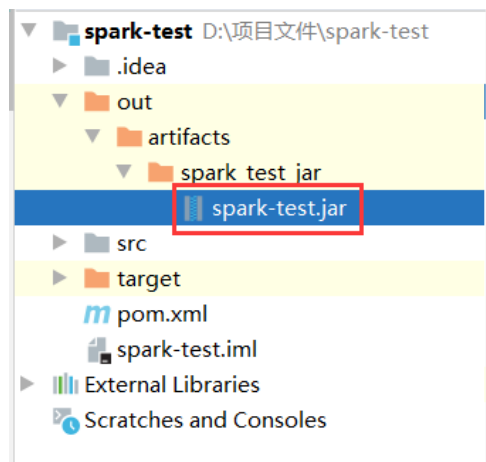 spark-test D:\项目文件\spark-test
.idea
out
artifacts
spark_test_jar
spark-test.jar
src
target
m pom.xml
spark-test.iml
External Libraries
Scratches and Consoles